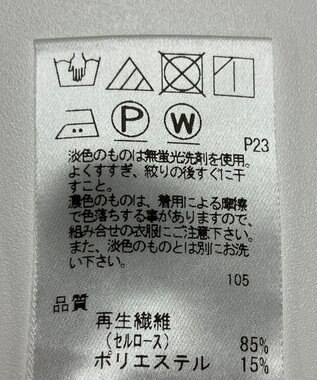 P W
P23
淡色のものは無蛍光洗剤を使用。
よくすすぎ、絞りの後すぐに干
すこと。
濃色のものは、着用による摩擦
で色落ちする事がありますので、
組み合せの衣服にご注意下さい。
また、淡色のものとは別にお洗
い下さい。
105
品質
再生繊維
(セルロース) 85%
ポリエステル 15%